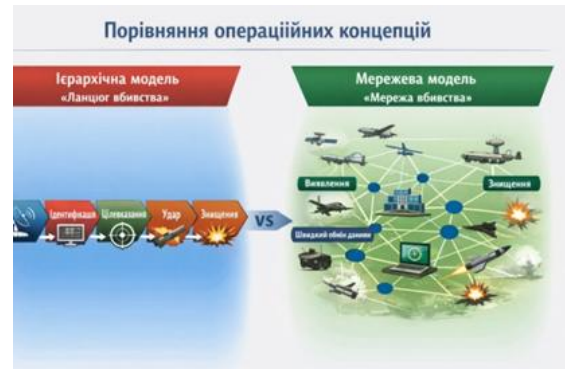 Порівняння операціійних концепцій
Ієрархічна модель
«Ланцюг вбивства»
Мережева модель
«Мережа вбивства»
Ідентифікація
Цілевказання
Удар
Знищення
VS
Виявлення
Знищення
Швидкий обмін даними